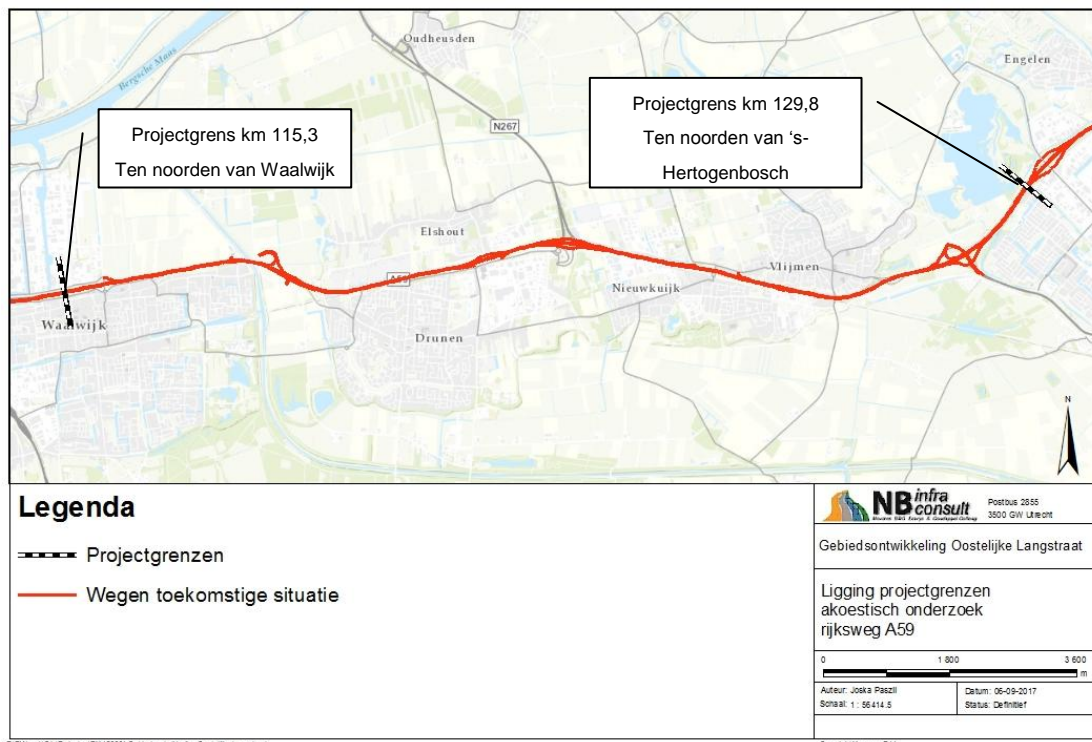 Oudheusden
Engelen
Bergsche Maas
Projectgrens km 115,3
Ten noorden van Waalwijk
N267
Projectgrens km 129,8
Ten noorden van ‘s-
Hertogenbosch
Elshout
Vlijmen
Nieuwkuijk
Waalwijk
Drunen
N
Legenda
Projectgrenzen
Wegen toekomstige situatie
NB infra
consult
Postbus 2855
3500 GW Utrecht
Gebiedsontwikkeling Oostelijke Langstraat
Ligging projectgrenzen
akoestisch onderzoek
rijksweg A59
0 1 800 3 600
m
Auteur: Joska Paszli
Datum: 06-09-2017
Schaal: 1 : 56414.5
Status: Definitief